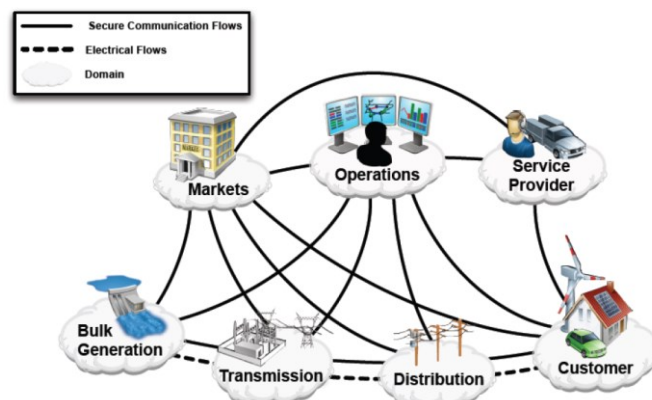 Secure Communication Flows
Electrical Flows
Domain
Markets
Operations
Service
Provider
Bulk
Generation
Transmission
Distribution
Customer